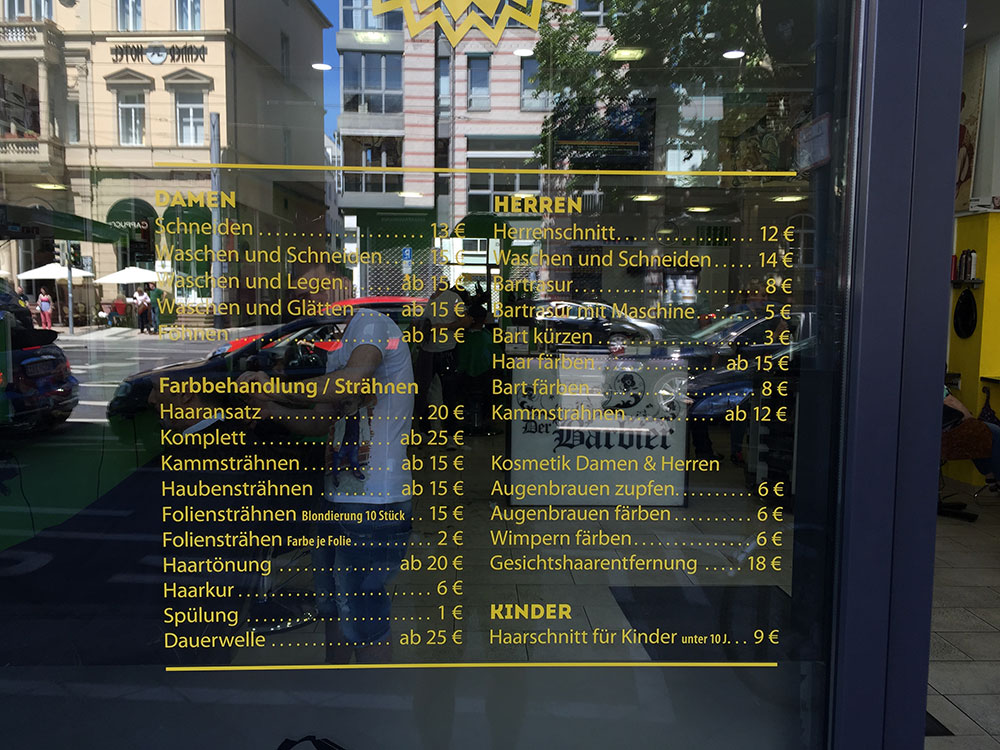 DAMEN
Schneiden ........................ 13 €
Waschen und Schneiden .. 15 €
Waschen und Legen....... ab 15 €
Waschen und Glätten..... ab 15 €
Föhnen ..................... ab 15 €
Farbbehandlung / Strähnen
Haaransatz ....................... 20 €
Komplett .................... ab 25 €
Kammsträhnen............. ab 15 €
Haubensträhnen .......... ab 15 €
Foliensträhnen Blondierung 10 Stück .. 15 €
Foliensträhen Farbe je Folie........... 2 €
Haartönung ................ ab 20 €
Haarkur ........................... 6 €
Spülung .......................... 1 €
Dauerwelle ................. ab 25 €
HERREN
Herrenschnitt.................... 12 €
Waschen und Schneiden..... 14 €
Bartrasur.......................... 8 €
Bartrasur mit Maschine........ 5 €
Bart kürzen ...................... 3 €
Haar färben .................. ab 15 €
Bart färben ....................... 8 €
Kammsträhnen.............. ab 12 €
Kosmetik Damen & Herren
Augenbrauen zupfen.......... 6 €
Augenbrauen färben .......... 6 €
Wimpern färben................ 6 €
Gesichtshaarentfernung ..... 18 €
KINDER
Haarschnitt für Kinder unter 10 J... 9 €
Der
Barbier
HOTEL
CAPPUCC